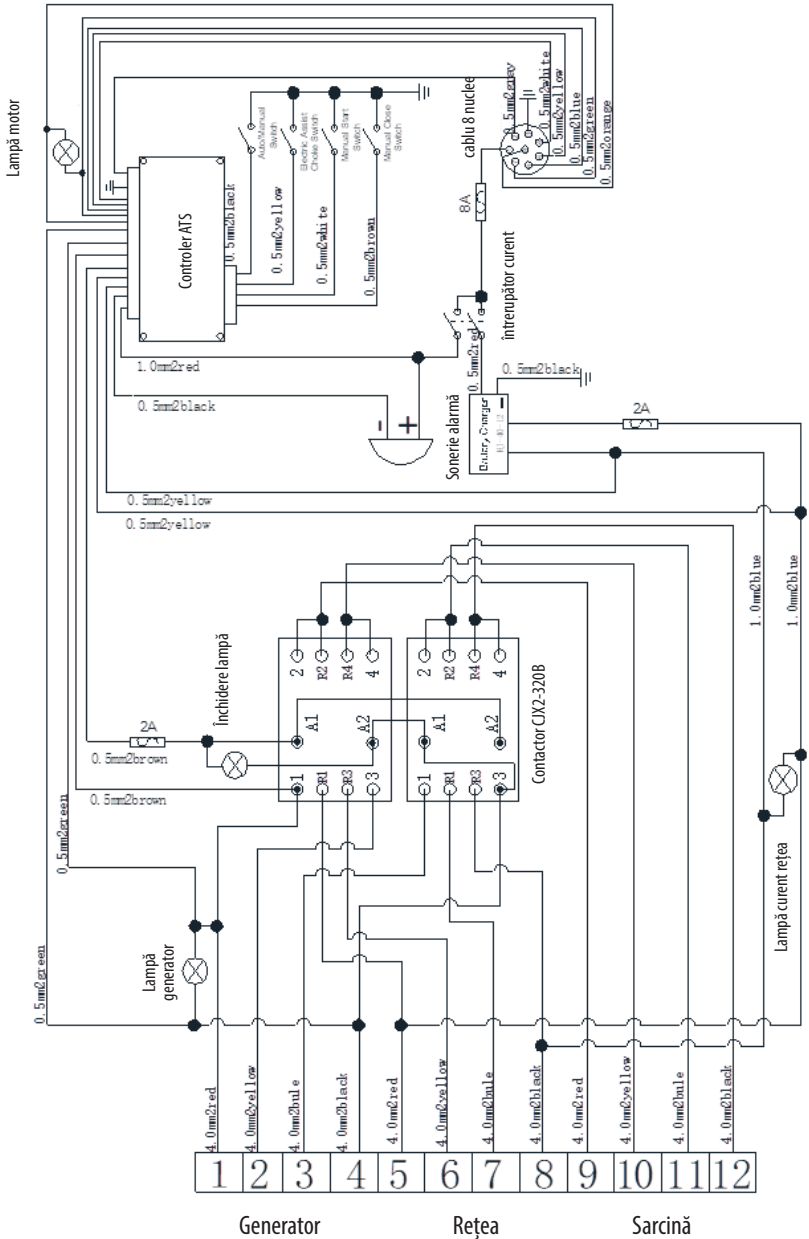 Lampă motor
Controler ATS
0.5mm2black
0.5mm2yellow
0.5mm2white
0.5mm2brown
Auto/Manual
Switch
Electric Assist
Choke Switch
Manual Start
Switch
Manual Close
Switch
cablu 8 nuclee
0.5mm2gray
0.5mm2white
0.5mm2yellow
0.5mm2blue
0.5mm2green
0.5mm2orange
8A
întrerupător curent
1.0mm2red
0.5mm2black
-
+
Sonerie alarmă
0.5mm2red
0.5mm2black
Charger
2A
0.5mm2yellow
0.5mm2yellow
1.0mm2blue
1.0mm2blue
Închidere lampă
2A
0.5mm2brown
0.5mm2brown
2
R2
R4
4
A1
A2
1
R1
R3
3
2
R2
R4
4
A1
A2
1
R1
R3
3
Contactor CJX2-320B
0.5mm2green
0.5mm2green
Lampă
generator
Lampă curent rețea
4.0mm2red
4.0mm2yellow
4.0mm2bule
4.0mm2black
4.0mm2red
4.0mm2yellow
4.0mm2bule
4.0mm2black
4.0mm2red
4.0mm2yellow
4.0mm2bule
4.0mm2black
1 2 3 4 5 6 7 8 9 10 11 12
Generator
Rețea
Sarcină